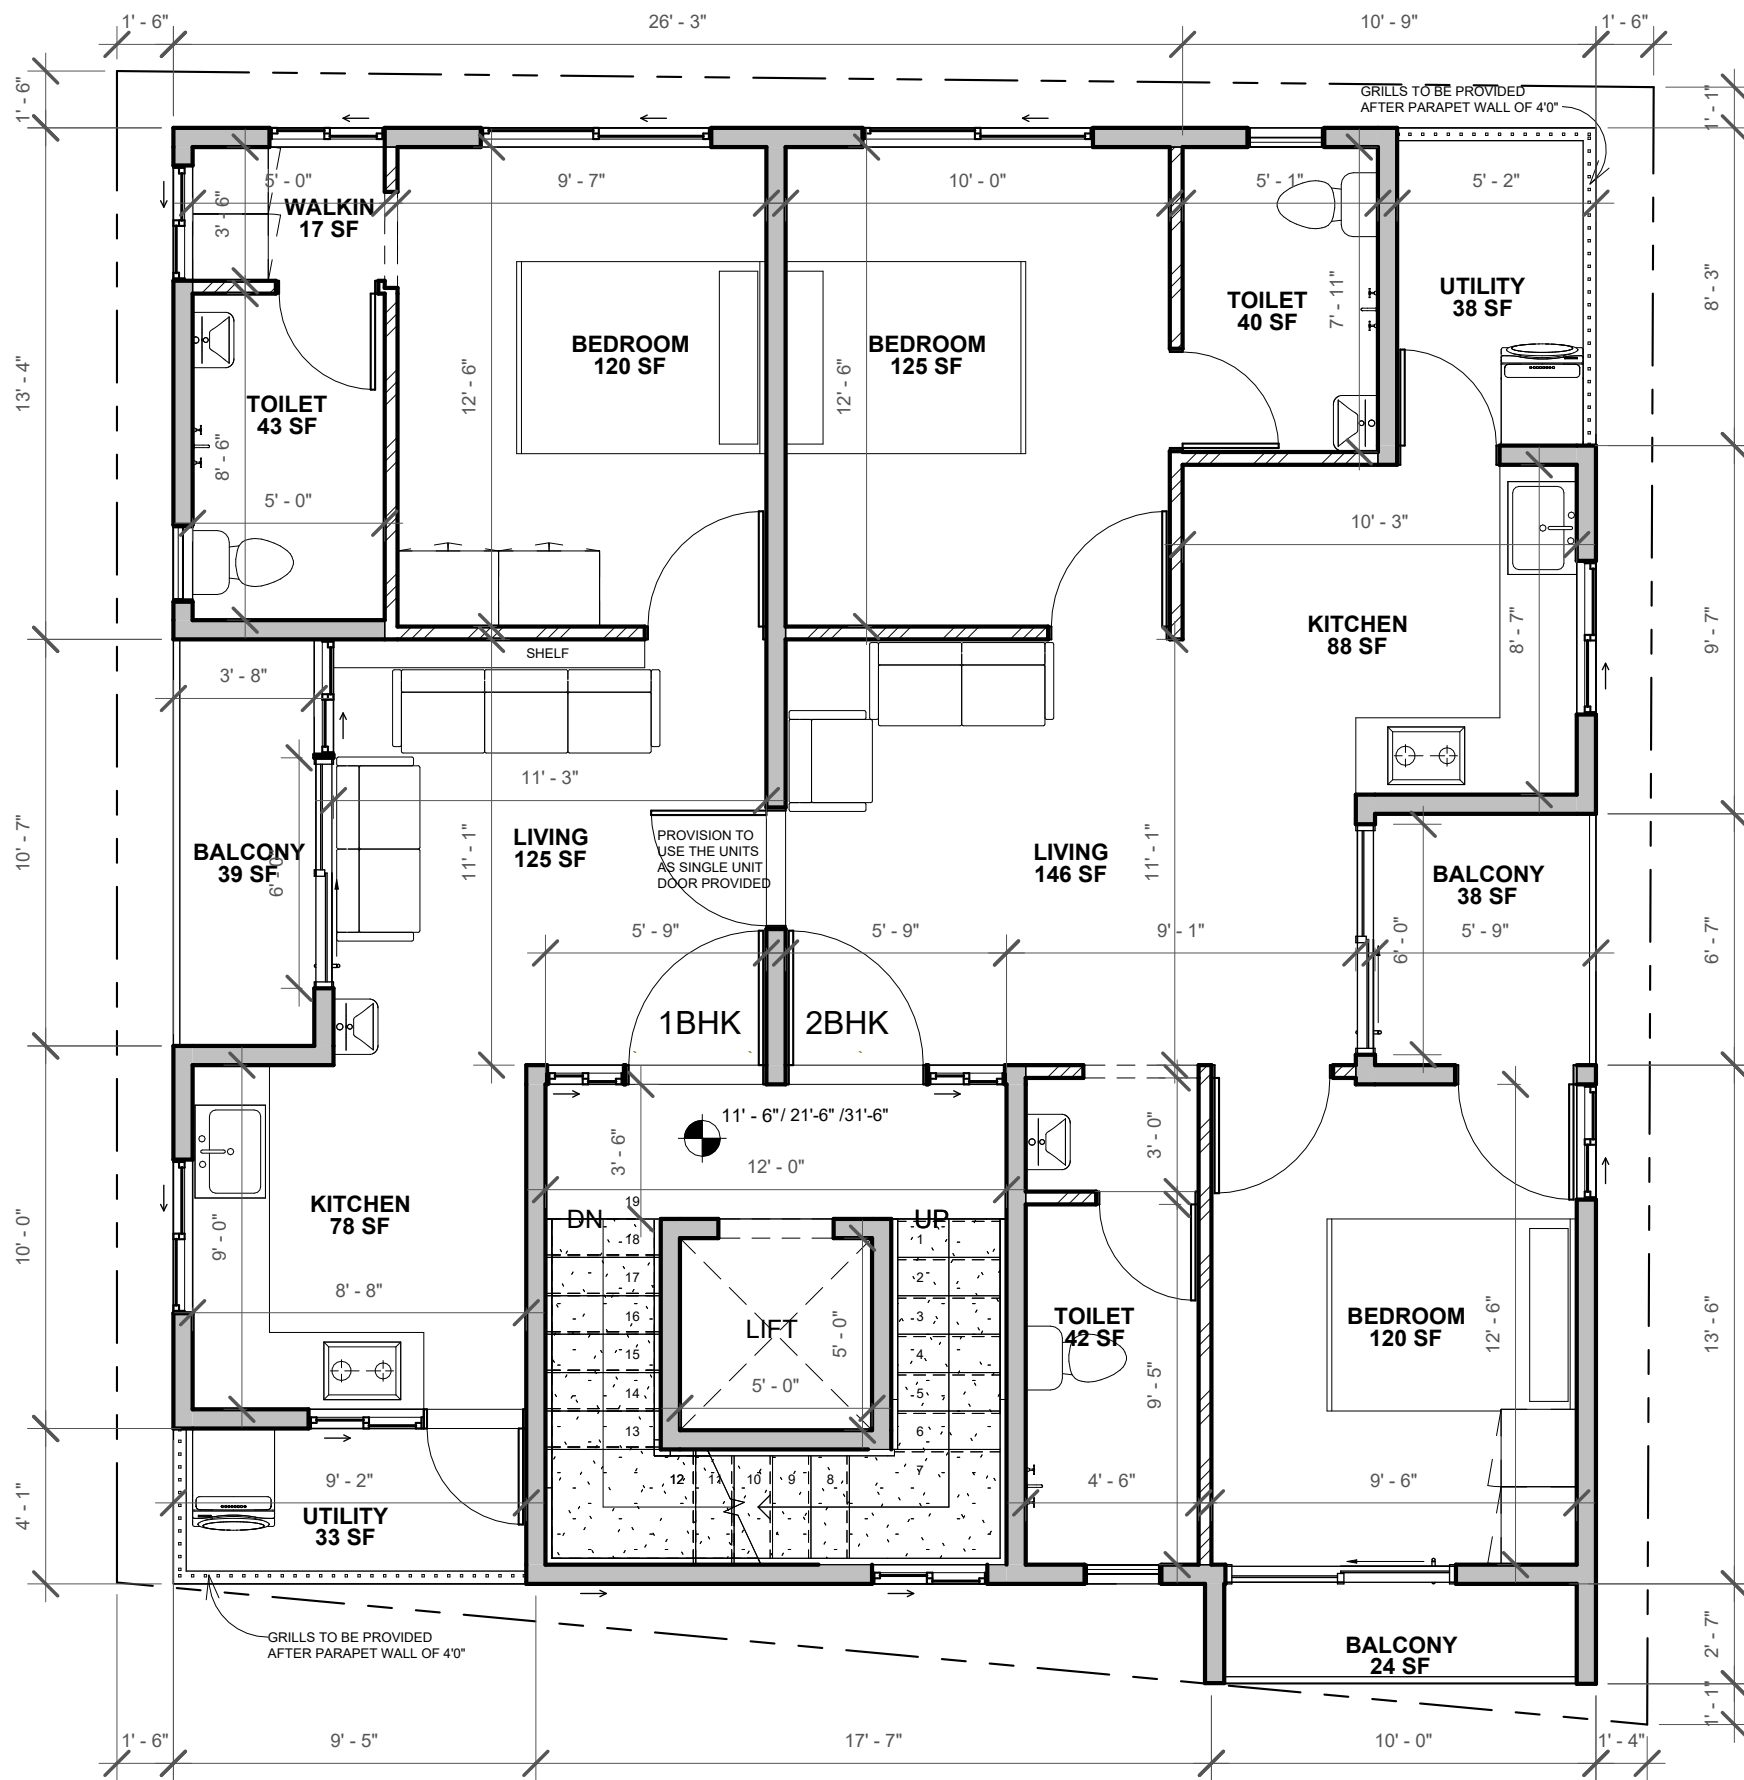 1' - 6"
26' - 3"
10' - 9"
1' - 6"
1' - 6"
GRILLS TO BE PROVIDED
AFTER PARAPET WALL OF 4'0"
1' - 1"
5' - 0"
9' - 7"
10' - 0"
5' - 1"
5' - 2"
WALKIN
17 SF
3' - 6"
TOILET
40 SF
7' - 11"
UTILITY
38 SF
8' - 3"
BEDROOM
120 SF
BEDROOM
125 SF
13' - 4"
12' - 6"
12' - 6"
TOILET
43 SF
8' - 6"
5' - 0"
10' - 3"
KITCHEN
88 SF
8' - 7"
9' - 7"
SHELF
3' - 8"
11' - 3"
10' - 7"
BALCONY
39 SF
6' - 0"
11' - 1"
LIVING
125 SF
PROVISION TO
USE THE UNITS
AS SINGLE UNIT
DOOR PROVIDED
LIVING
146 SF
11' - 1"
BALCONY
38 SF
5' - 9"
5' - 9"
9' - 1"
6' - 0"
5' - 9"
6' - 7"
1BHK
2BHK
11' - 6"/ 21'-6" /31'-6"
3' - 6"
12' - 0"
3' - 0"
KITCHEN
78 SF
9' - 0"
10' - 0"
8' - 8"
19
DN
UP
18
17
16
15
14
13
12
11
10
9
8
7
6
5
4
3
2
1
LIFT
5' - 0"
5' - 0"
TOILET
42 SF
9' - 5"
BEDROOM
120 SF
12' - 6"
13' - 6"
9' - 2"
UTILITY
33 SF
4' - 1"
4' - 6"
9' - 6"
GRILLS TO BE PROVIDED
AFTER PARAPET WALL OF 4'0"
BALCONY
24 SF
2' - 7"
1' - 1"
1' - 6"
9' - 5"
17' - 7"
10' - 0"
1' - 4"